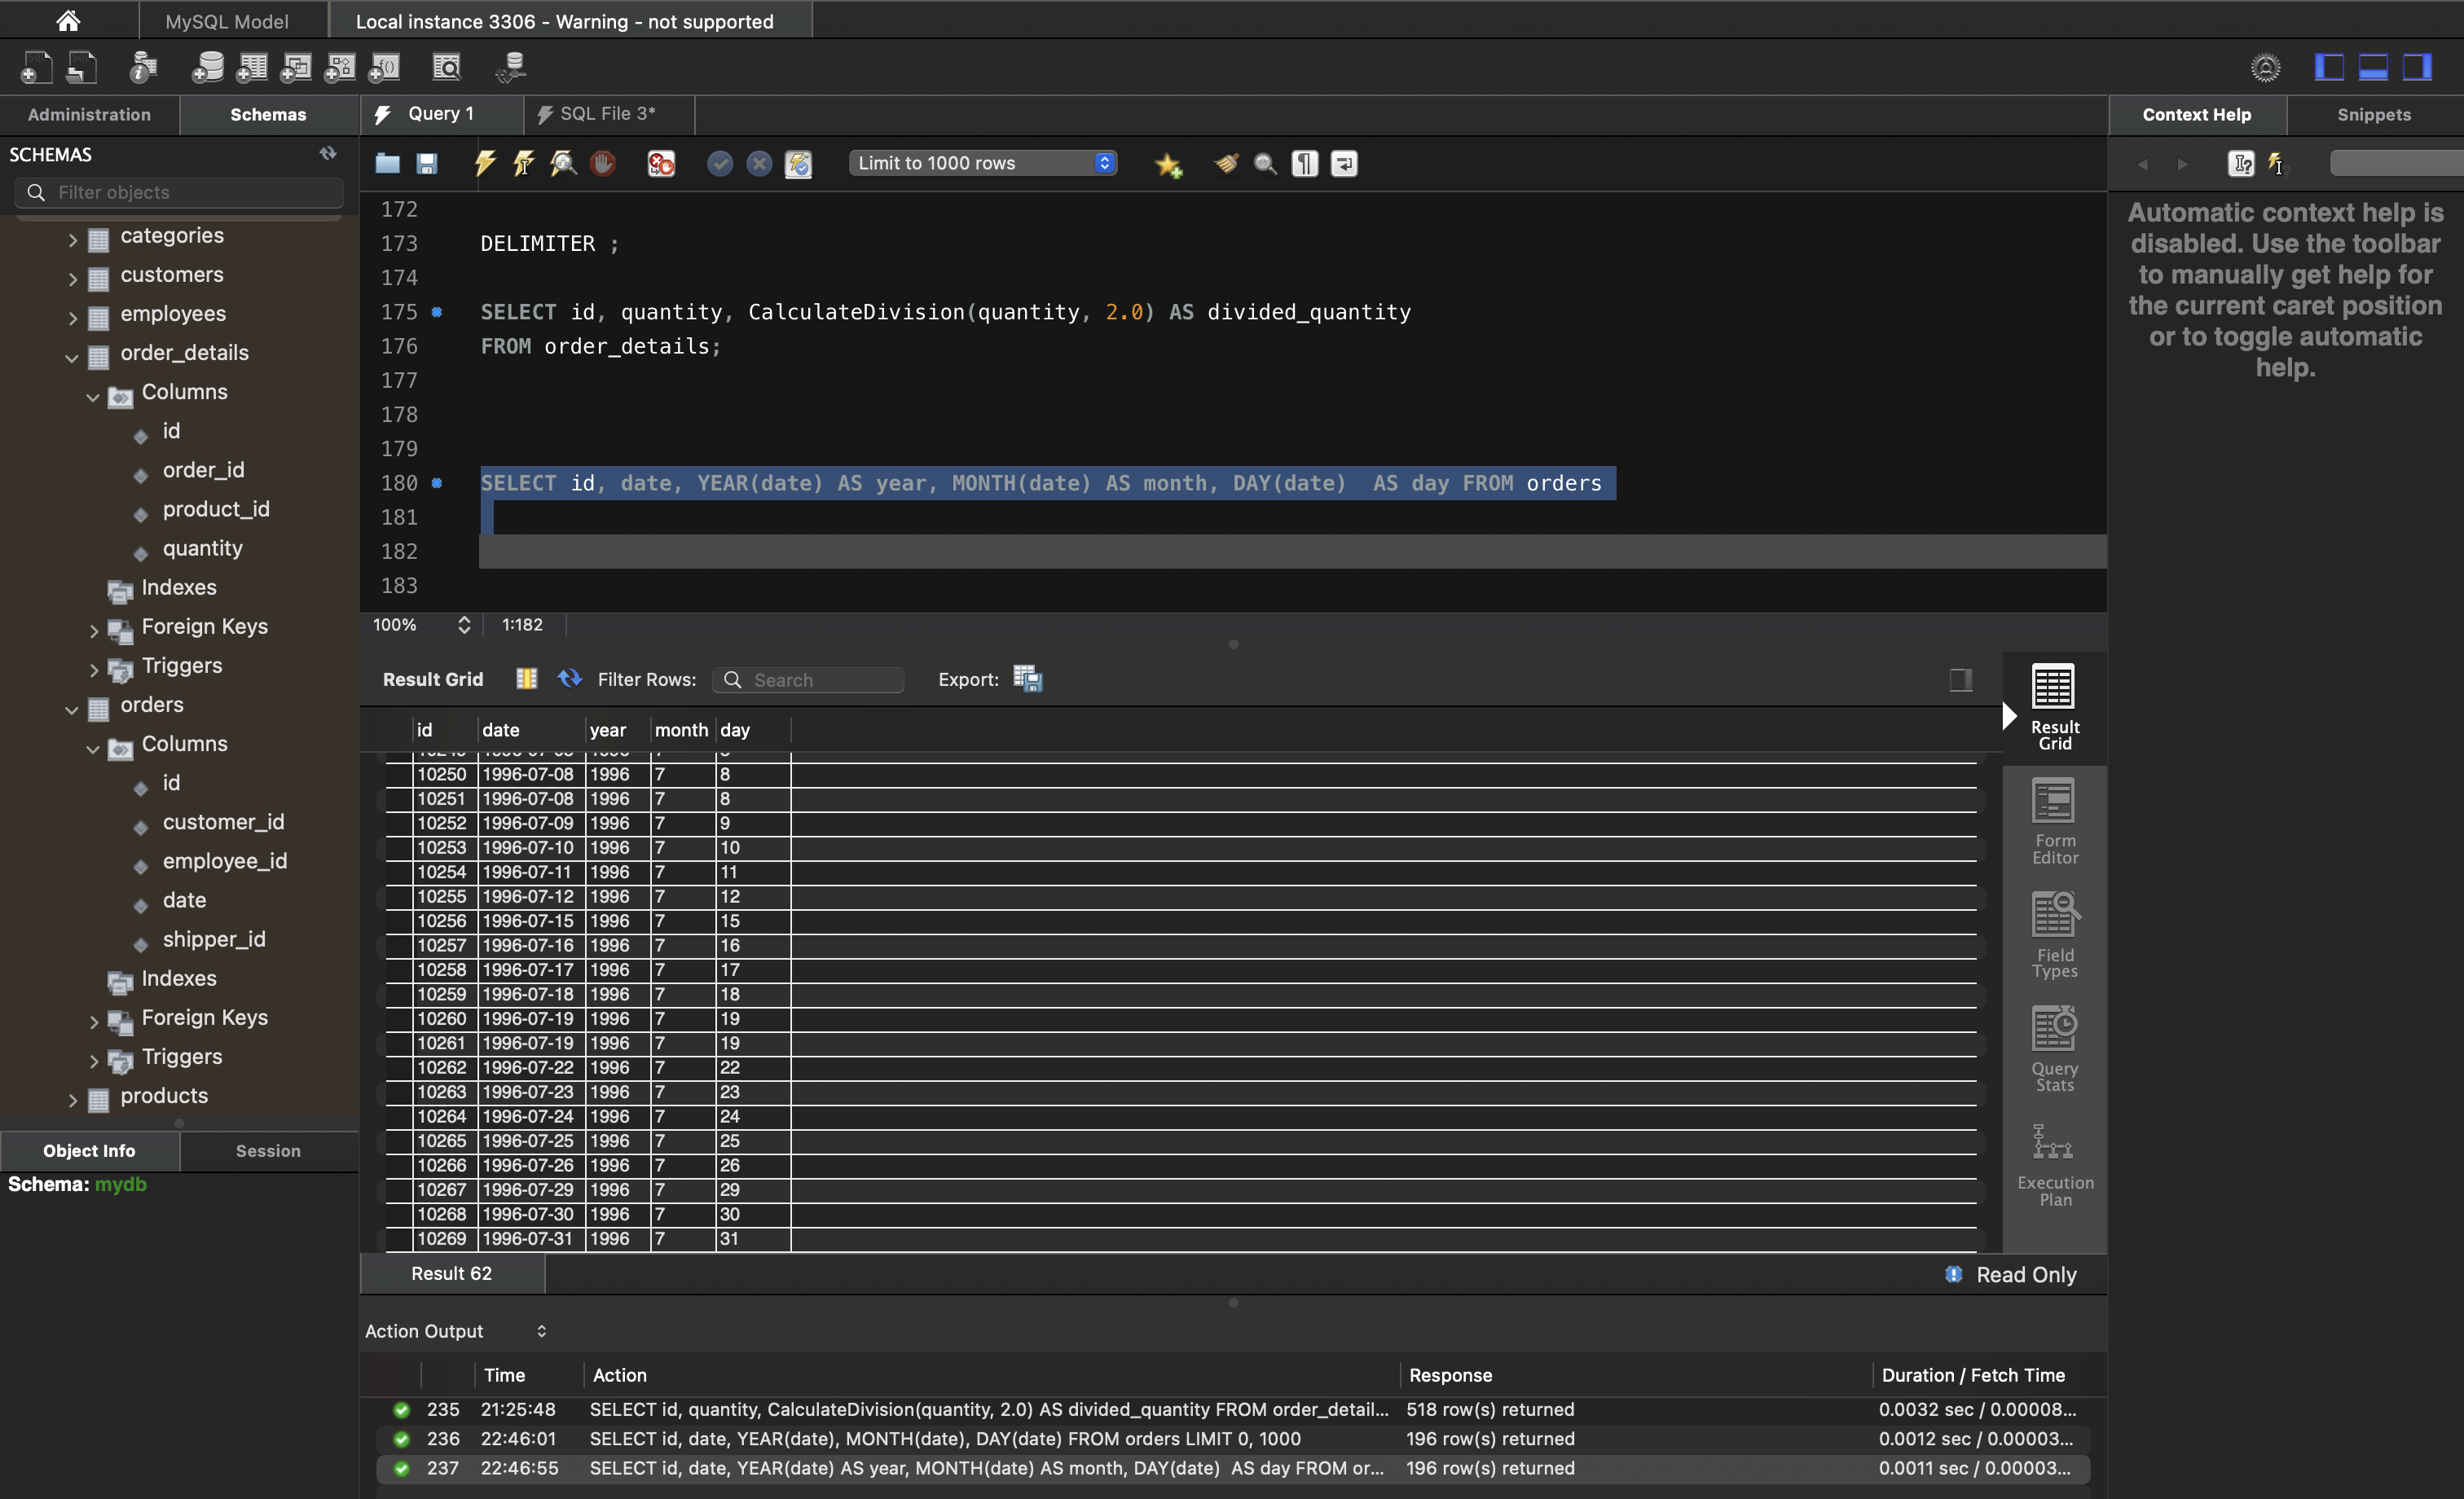 MySQL Model
Local instance 3306 - Warning - not supported
Administration
Schemas
Query 1
SQL File 3*
Context Help
Snippets
SCHEMAS
Filter objects
Limit to 1000 rows
categories
customers
employees
order_details
Columns
id
order_id
product_id
quantity
Indexes
Foreign Keys
Triggers
orders
Columns
id
customer_id
employee_id
date
shipper_id
Indexes
Foreign Keys
Triggers
products
Object Info
Session
Schema: mydb
172
173 DELIMITER ;
174
175 SELECT id, quantity, CalculateDivision(quantity, 2.0) AS divided_quantity
176 FROM order_details;
177
178
179
180 SELECT id, date, YEAR(date) AS year, MONTH(date) AS month, DAY(date)  AS day FROM orders
181
182
183
100%
1:182
Automatic context help is
disabled. Use the toolbar
to manually get help for
the current caret position
or to toggle automatic
help.
Result Grid
Filter Rows:
Search
Export:
id date year month day
10250 1996-07-08 1996 7 8
10251 1996-07-08 1996 7 8
10252 1996-07-09 1996 7 9
10253 1996-07-10 1996 7 10
10254 1996-07-11 1996 7 11
10255 1996-07-12 1996 7 12
10256 1996-07-15 1996 7 15
10257 1996-07-16 1996 7 16
10258 1996-07-17 1996 7 17
10259 1996-07-18 1996 7 18
10260 1996-07-19 1996 7 19
10261 1996-07-19 1996 7 19
10262 1996-07-22 1996 7 22
10263 1996-07-23 1996 7 23
10264 1996-07-24 1996 7 24
10265 1996-07-25 1996 7 25
10266 1996-07-26 1996 7 26
10267 1996-07-29 1996 7 29
10268 1996-07-30 1996 7 30
10269 1996-07-31 1996 7 31
Result
Grid
Form
Editor
Field
Types
Query
Stats
Execution
Plan
Result 62
Read Only
Action Output
Time Action Response Duration / Fetch Time
235 21:25:48 SELECT id, quantity, CalculateDivision(quantity, 2.0) AS divided_quantity FROM order_detail... 518 row(s) returned 0.0032 sec / 0.00008...
236 22:46:01 SELECT id, date, YEAR(date), MONTH(date), DAY(date) FROM orders LIMIT 0, 1000 196 row(s) returned 0.0012 sec / 0.00003...
237 22:46:55 SELECT id, date, YEAR(date) AS year, MONTH(date) AS month, DAY(date)  AS day FROM or... 196 row(s) returned 0.0011 sec / 0.00003...